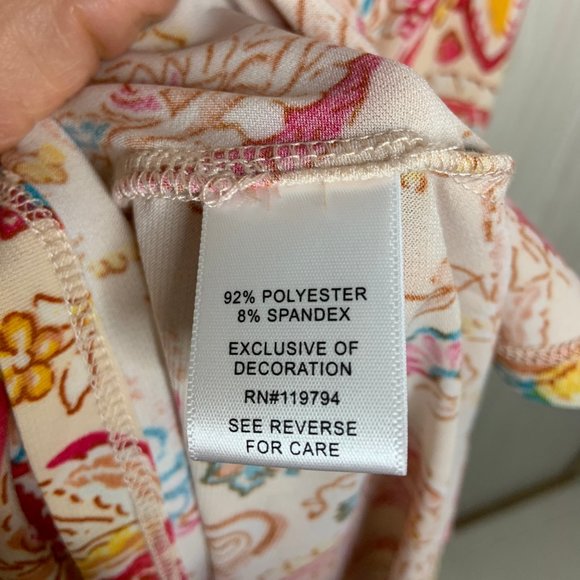 92% POLYESTER
8% SPANDEX
EXCLUSIVE OF
DECORATION
RN#119794
SEE REVERSE
FOR CARE